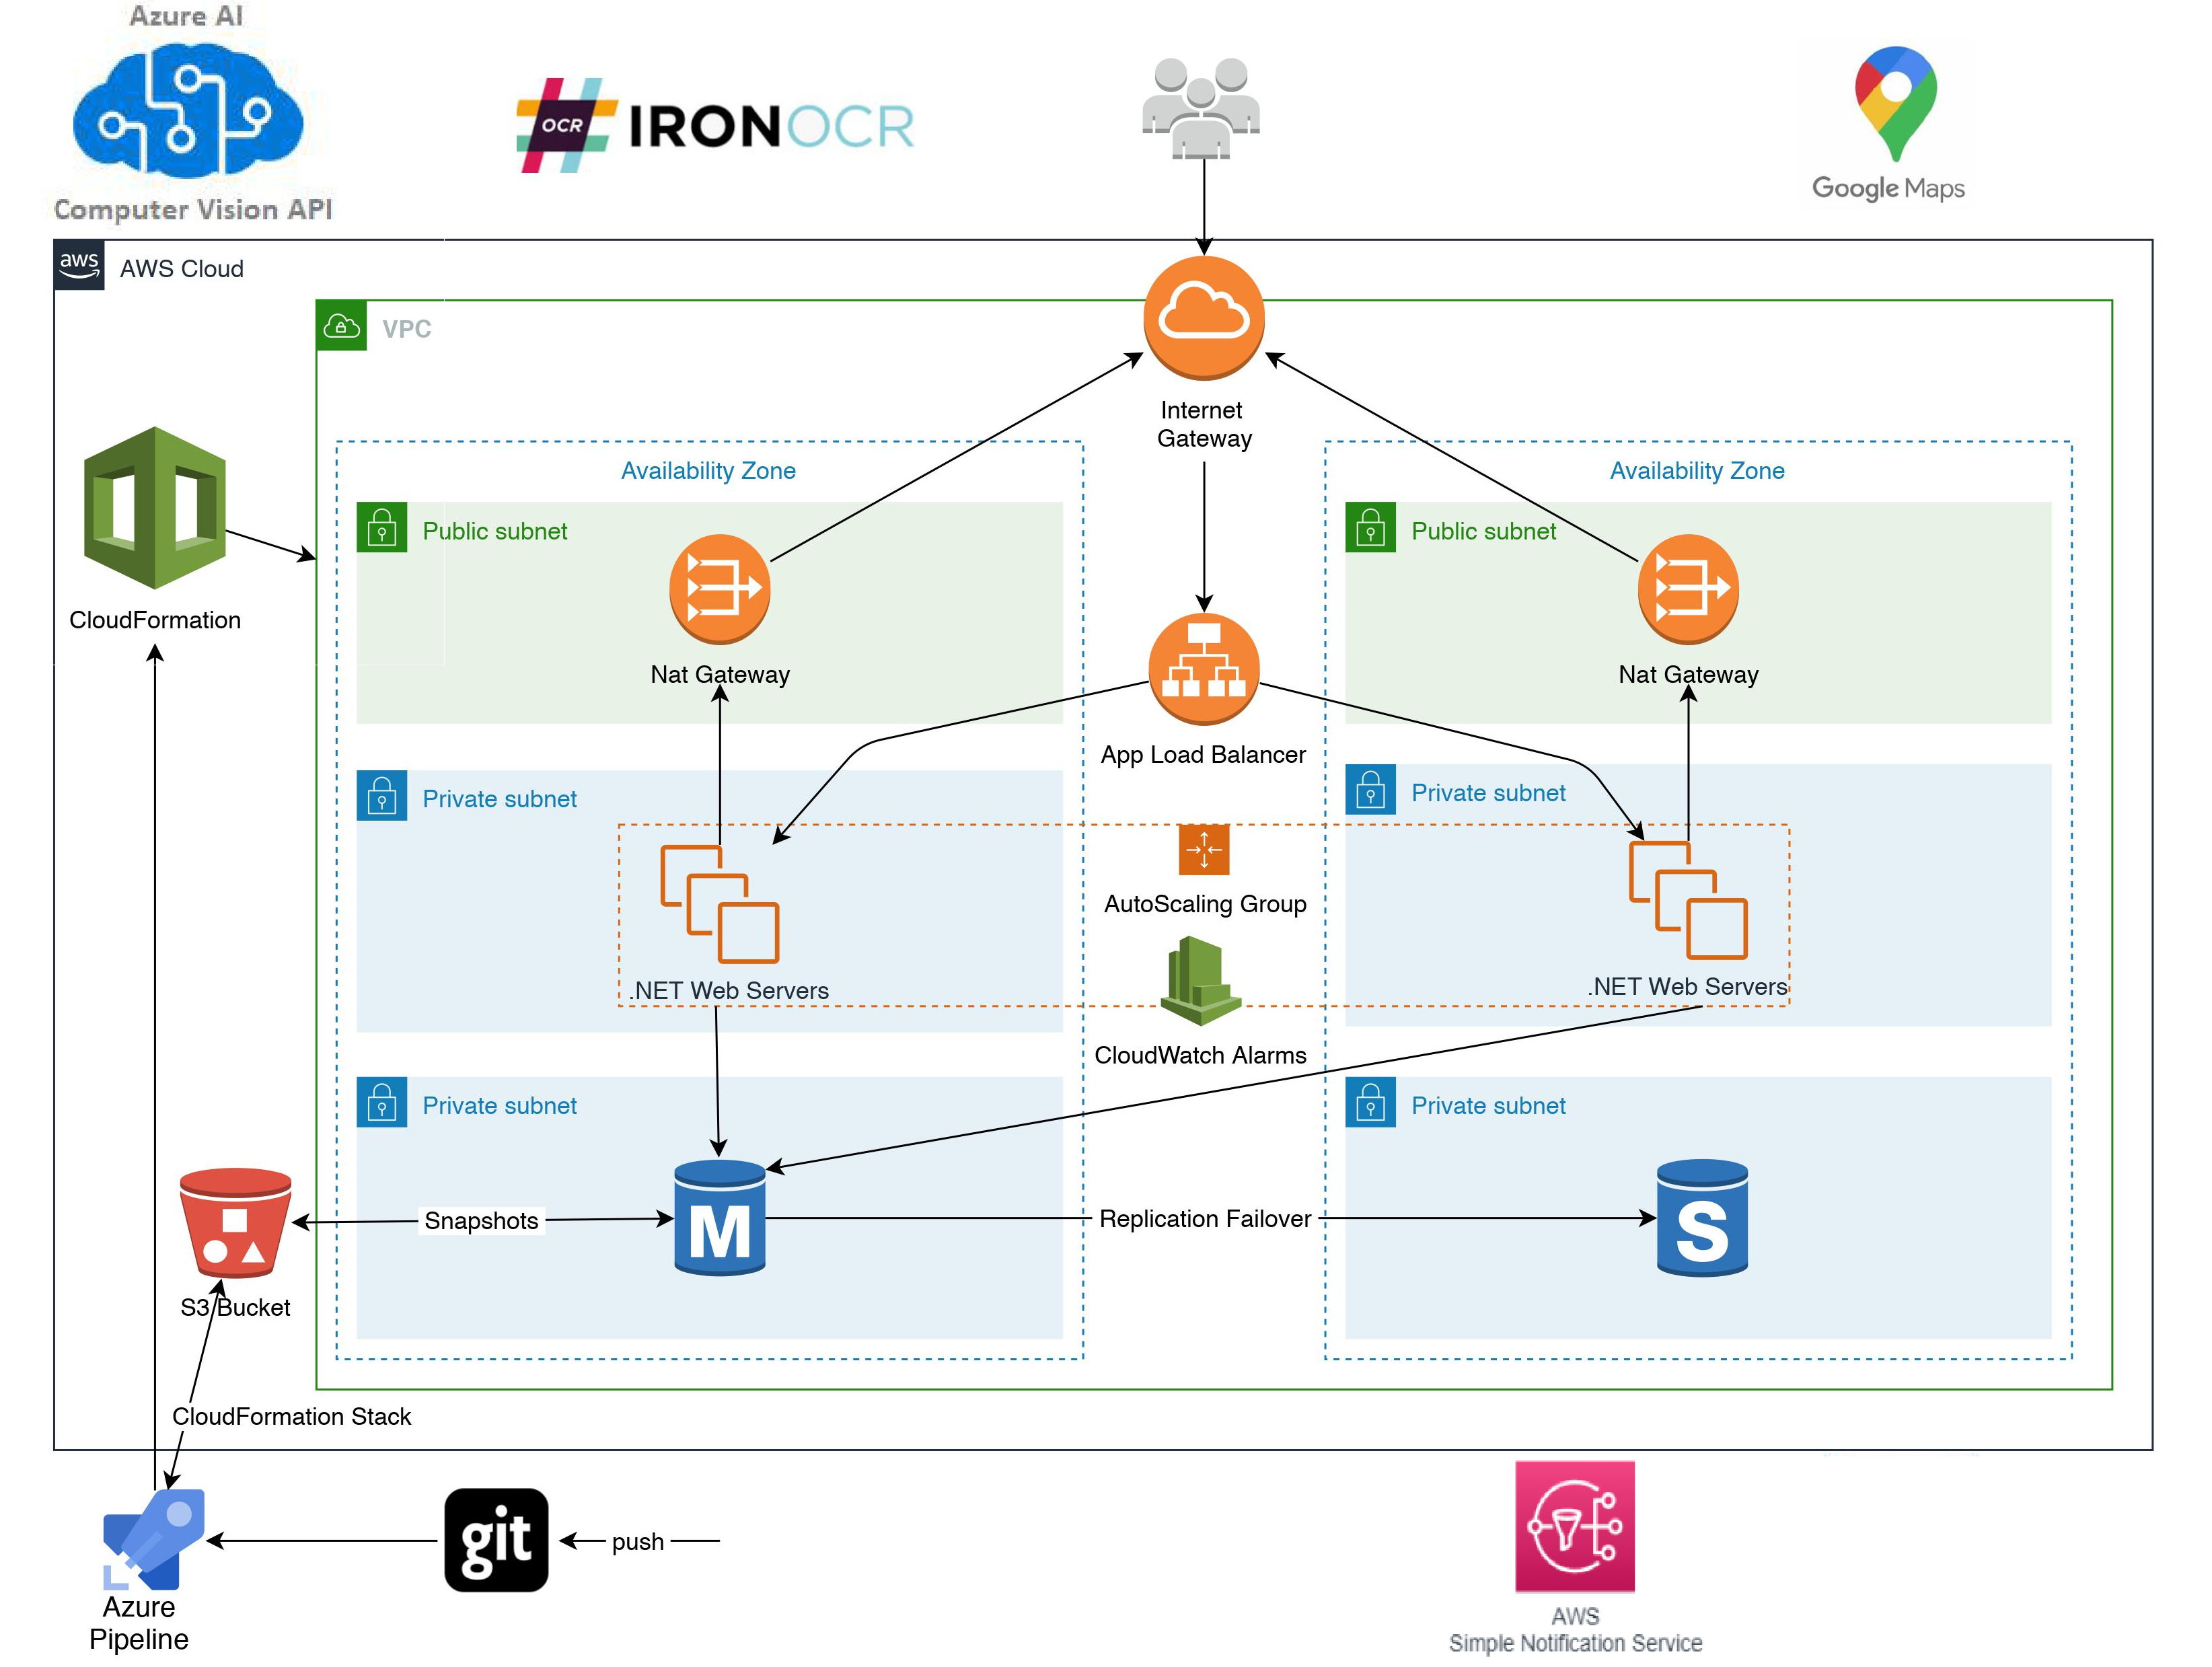 Azure AI
Computer Vision API
OCR
IRONOCR
Google Maps
aws
AWS Cloud
VPC
Internet
Gateway
Availability Zone
Availability Zone
Public subnet
Public subnet
CloudFormation
Nat Gateway
Nat Gateway
App Load Balancer
Private subnet
Private subnet
AutoScaling Group
.NET Web Servers
.NET Web Servers
CloudWatch Alarms
Private subnet
Private subnet
Snapshots
M
Replication Failover
S
S3 Bucket
CloudFormation Stack
git
push
Azure
Pipeline
AWS
Simple Notification Service